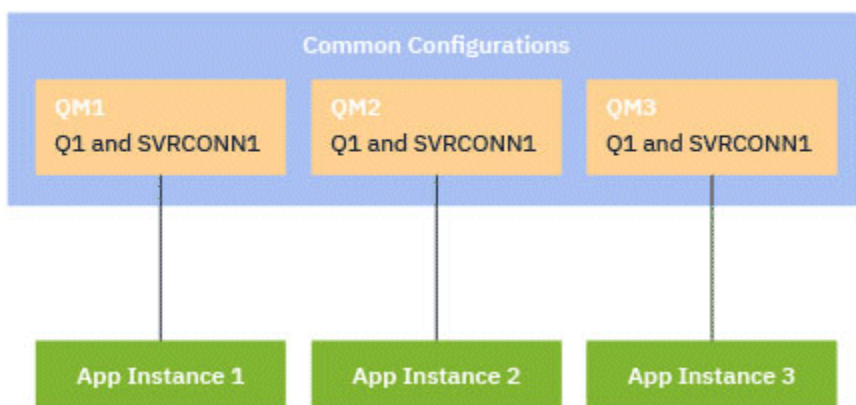 Common Configurations
QM1
Q1 and SVRCONN1
QM2
Q1 and SVRCONN1
QM3
Q1 and SVRCONN1
App Instance 1
App Instance 2
App Instance 3